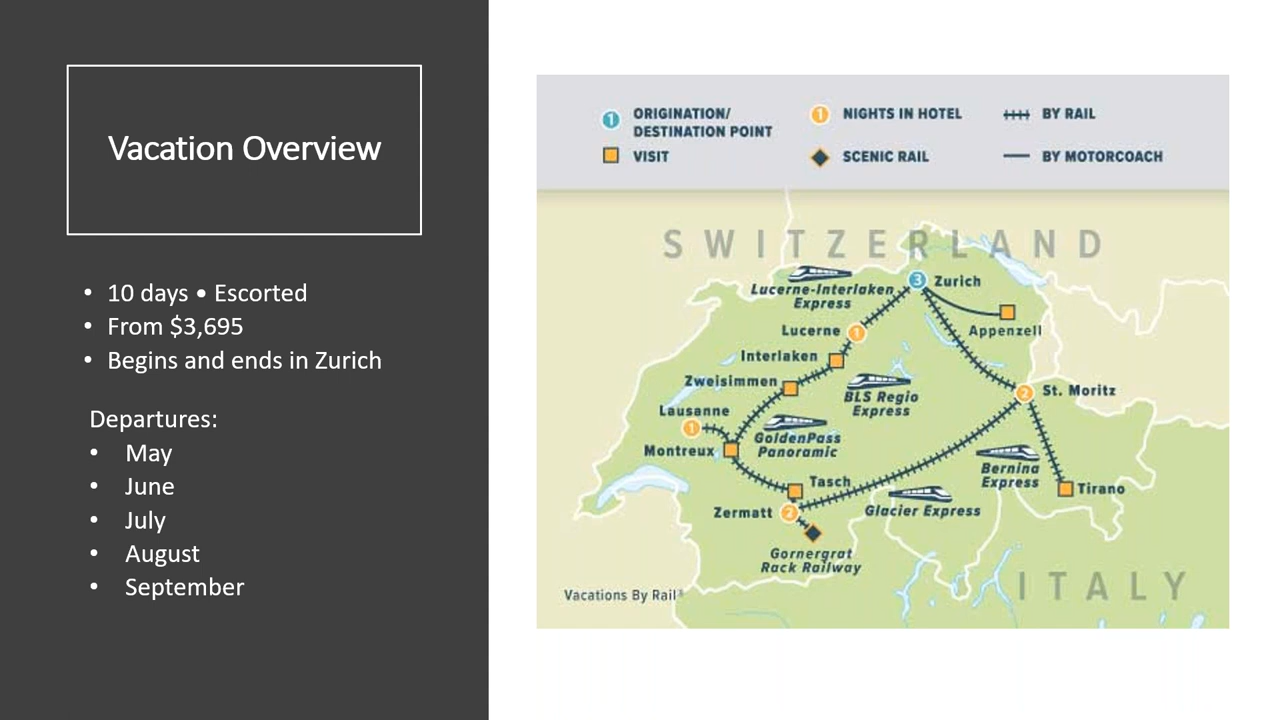 Vacation Overview
• 10 days • Escorted
• From $3,695
• Begins and ends in Zurich
Departures:
• May
• June
• July
• August
• September
1 ORIGINATION/
DESTINATION POINT
VISIT
1 NIGHTS IN HOTEL
SCENIC RAIL
BY RAIL
BY MOTORCOACH
SWITZERLAND
Lucerne-Interlaken
Express
3 Zurich
Lucerne 1
Appenzell
Interlaken
Zweisimmen
BLS Regio
Express
2 St. Moritz
Lausanne
1
GoldenPass
Panoramic
Montreux
Bernina
Express
Tasch
Tirano
Zermatt 2
Glacier Express
Gornergrat
Rack Railway
ITALY
Vacations By Rail